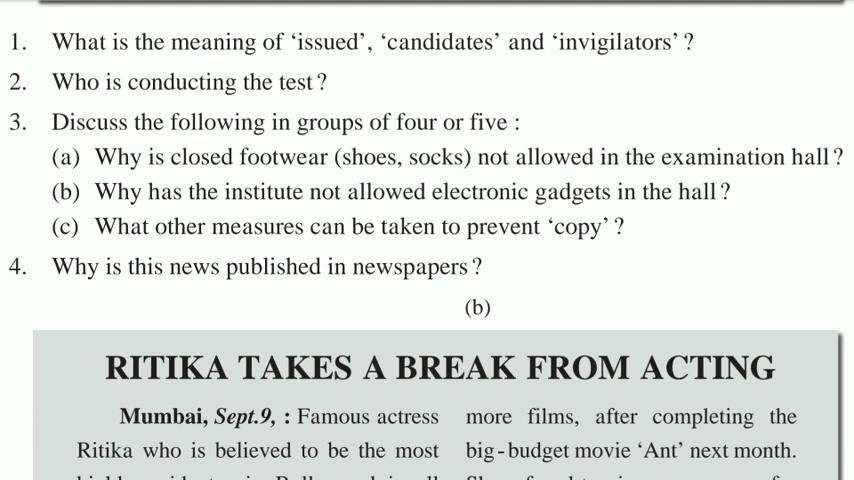 1. What is the meaning of ‘issued’, ‘candidates’ and ‘invigilators’ ?
2. Who is conducting the test ?
3. Discuss the following in groups of four or five :
(a) Why is closed footwear (shoes, socks) not allowed in the examination hall ?
(b) Why has the institute not allowed electronic gadgets in the hall ?
(c) What other measures can be taken to prevent ‘copy’ ?
4. Why is this news published in newspapers ?
(b)
RITIKA TAKES A BREAK FROM ACTING
Mumbai, Sept.9, : Famous actress
Ritika who is believed to be the most
more films, after completing the
big-budget movie ‘Ant’ next month.